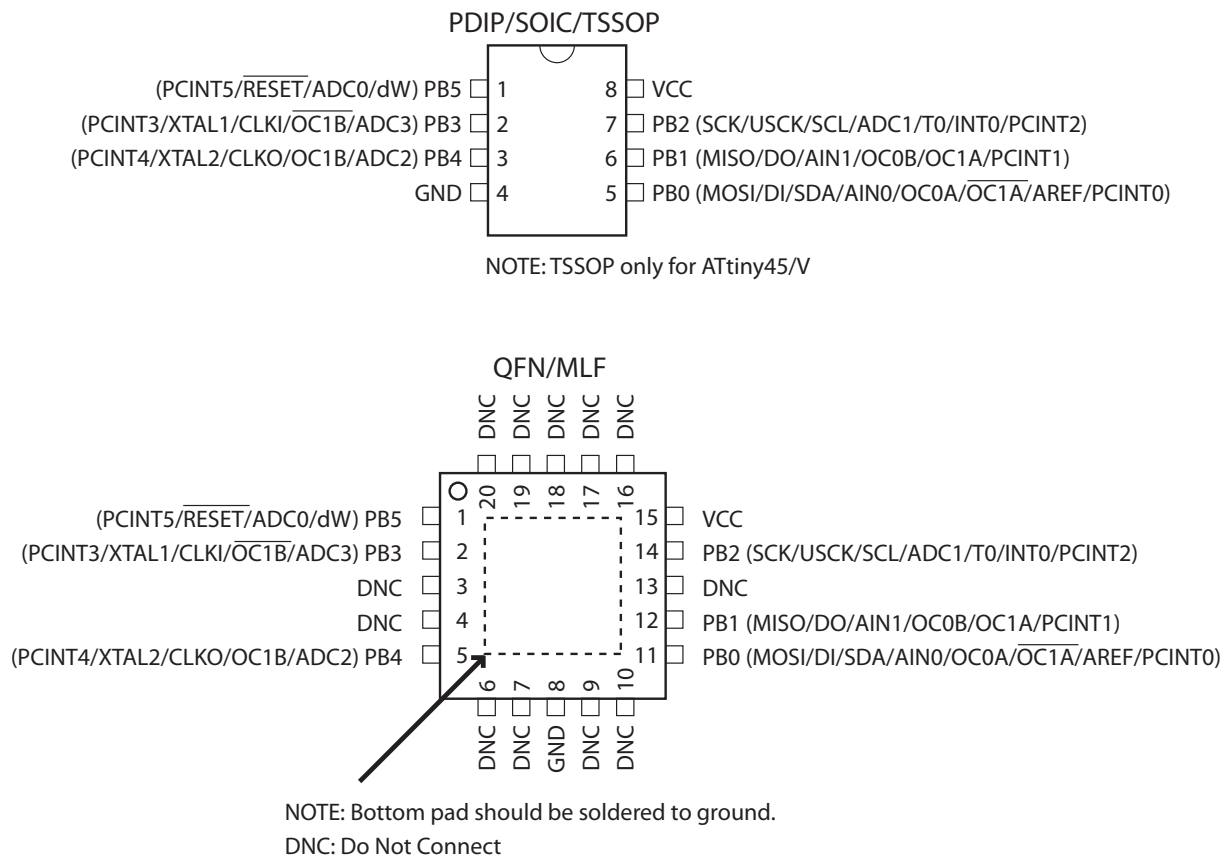 PDIP/SOIC/TSSOP
(PCINT5/RESET/ADC0/dW) PB5 1 8 VCC
(PCINT3/XTAL1/CLKI/OC1B/ADC3) PB3 2 7 PB2 (SCK/USCK/SCL/ADC1/T0/INT0/PCINT2)
(PCINT4/XTAL2/CLKO/OC1B/ADC2) PB4 3 6 PB1 (MISO/DO/AIN1/OC0B/OC1A/PCINT1)
GND 4 5 PB0 (MOSI/DI/SDA/AIN0/OC0A/OC1A/AREF/PCINT0)
NOTE: TSSOP only for ATtiny45/V
QFN/MLF
DNC DNC DNC DNC DNC
20 19 18 17 16
(PCINT5/RESET/ADC0/dW) PB5 1 15 VCC
(PCINT3/XTAL1/CLKI/OC1B/ADC3) PB3 2 14 PB2 (SCK/USCK/SCL/ADC1/T0/INT0/PCINT2)
DNC 3 13 DNC
DNC 4 12 PB1 (MISO/DO/AIN1/OC0B/OC1A/PCINT1)
(PCINT4/XTAL2/CLKO/OC1B/ADC2) PB4 5 11 PB0 (MOSI/DI/SDA/AIN0/OC0A/OC1A/AREF/PCINT0)
6 7 8 9 10
DNC DNC GND DNC DNC
NOTE: Bottom pad should be soldered to ground.
DNC: Do Not Connect